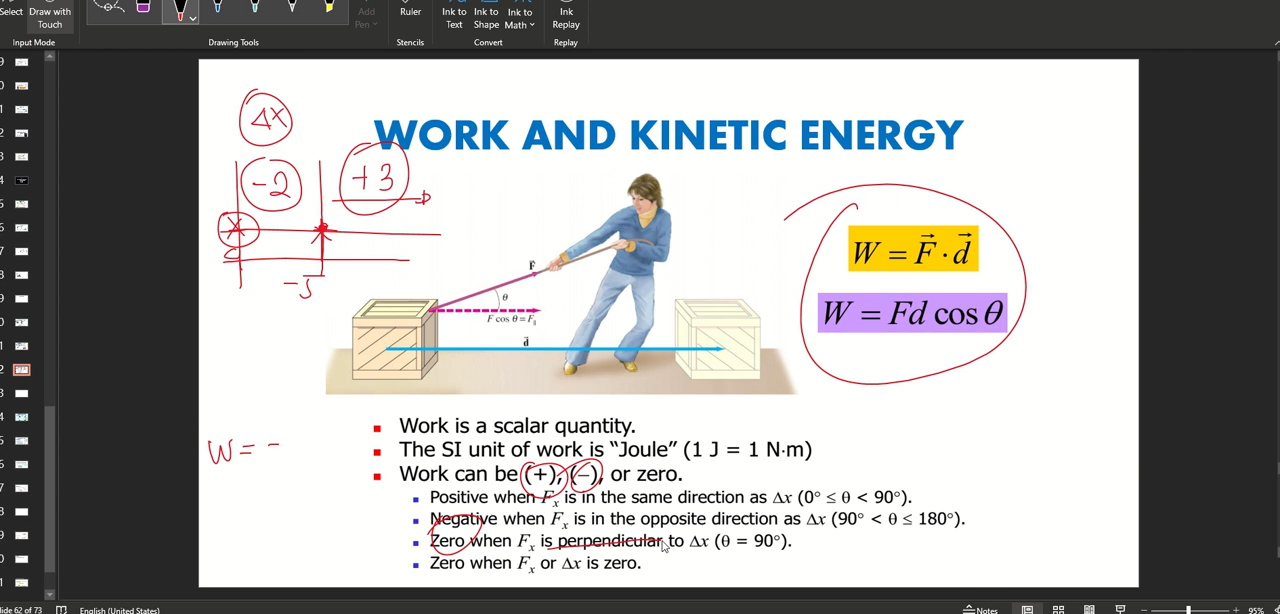 Select
Draw with Touch
Add Pen
Ruler
Ink to Text
Ink to Shape
Ink to Math
Ink Replay
Input Mode
Drawing Tools
Stencils
Convert
Replay
Δx
WORK AND KINETIC ENERGY
-2
+3
x
-5
F
θ
F cos θ = F∥
d
W = F · d
W = Fd cos θ
W = -
Work is a scalar quantity.
The SI unit of work is “Joule” (1 J = 1 N·m)
Work can be (+), (−), or zero.
Positive when Fx is in the same direction as Δx (0° ≤ θ < 90°).
Negative when Fx is in the opposite direction as Δx (90° < θ ≤ 180°).
Zero when Fx is perpendicular to Δx (θ = 90°).
Zero when Fx or Δx is zero.
Slide 62 of 73
English (United States)
Notes
95%